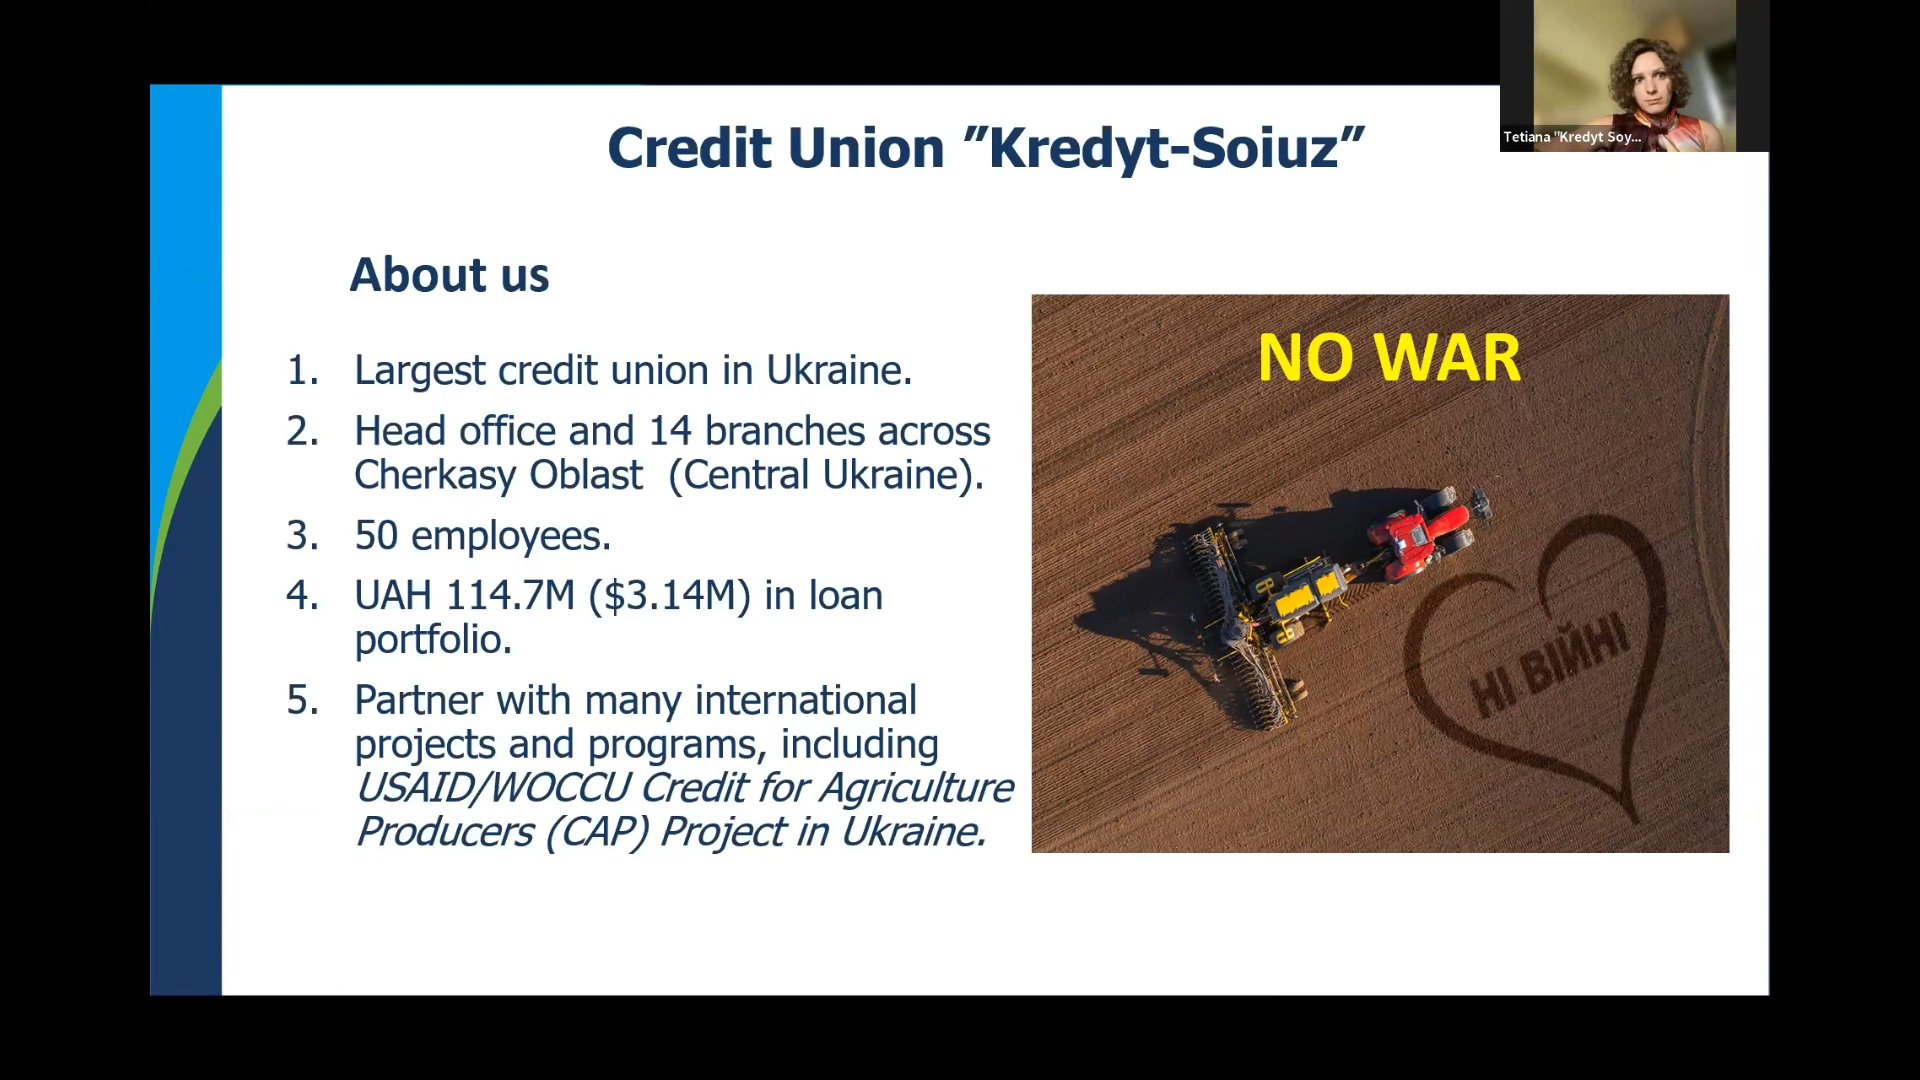 Credit Union ”Kredyt-Soiuz”
Tetiana "Kredyt Soy...
About us
1. Largest credit union in Ukraine.
2. Head office and 14 branches across
Cherkasy Oblast (Central Ukraine).
3. 50 employees.
4. UAH 114.7M ($3.14M) in loan
portfolio.
5. Partner with many international
projects and programs, including
USAID/WOCCU Credit for Agriculture
Producers (CAP) Project in Ukraine.
NO WAR
НІ ВІЙНІ